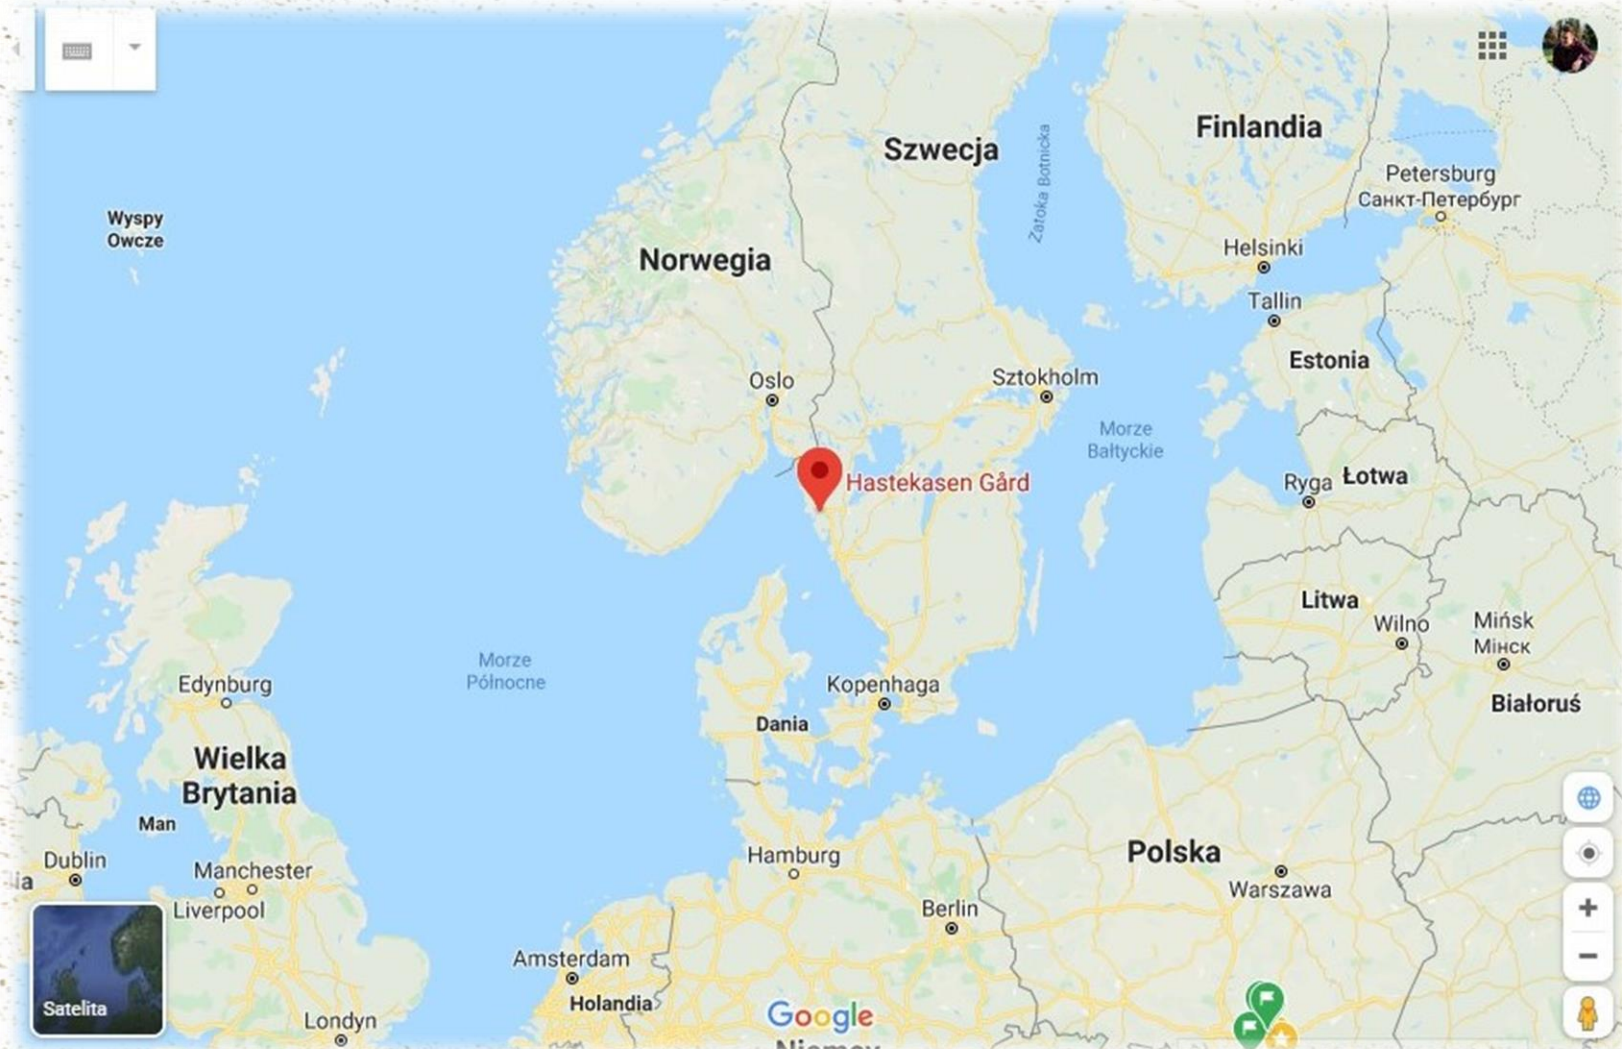 Finlandia
Szwecja
Zatoka Botnicka
Petersburg
Санкт-Петербург
Wyspy
Owcze
Norwegia
Helsinki
Tallin
Estonia
Oslo
Sztokholm
Morze
Bałtyckie
Hastekasen Gård
Ryga
Łotwa
Litwa
Wilno
Mińsk
Мінск
Białoruś
Morze
Północne
Edynburg
Kopenhaga
Dania
Wielka
Brytania
Man
Dublin
Manchester
Liverpool
Hamburg
Polska
Warszawa
Berlin
Amsterdam
Holandia
Satelita
Londyn
Google
Niemcy